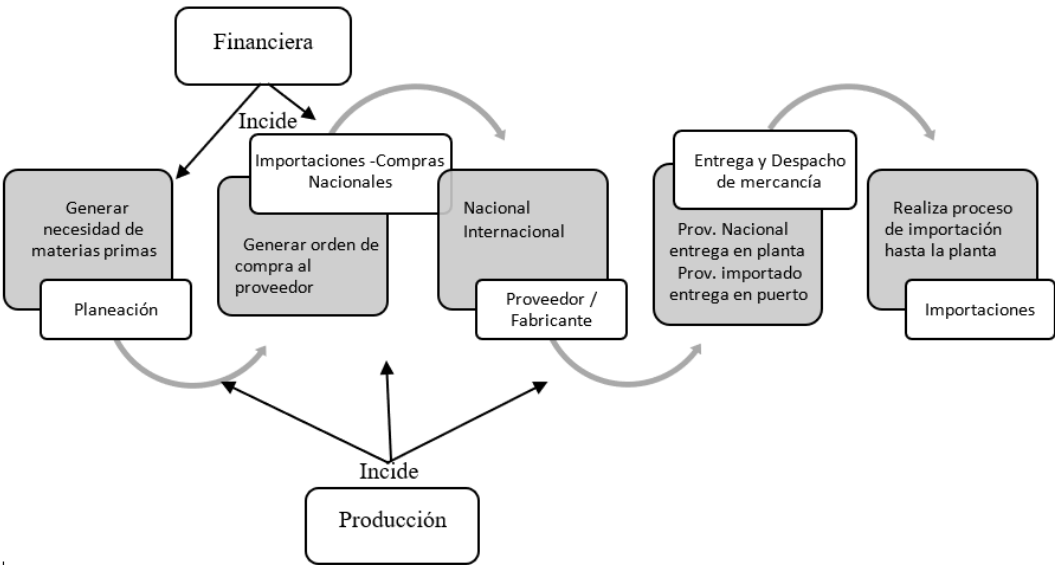 Financiera
Incide
Importaciones -Compras
Nacionales
Generar
necesidad de
materias primas
Planeación
Generar orden de
compra al
proveedor
Nacional
Internacional
Proveedor /
Fabricante
Entrega y Despacho
de mercancía
Prov. Nacional
entrega en planta
Prov. importado
entrega en puerto
Realiza proceso
de importación
hasta la planta
Importaciones
Incide
Producción